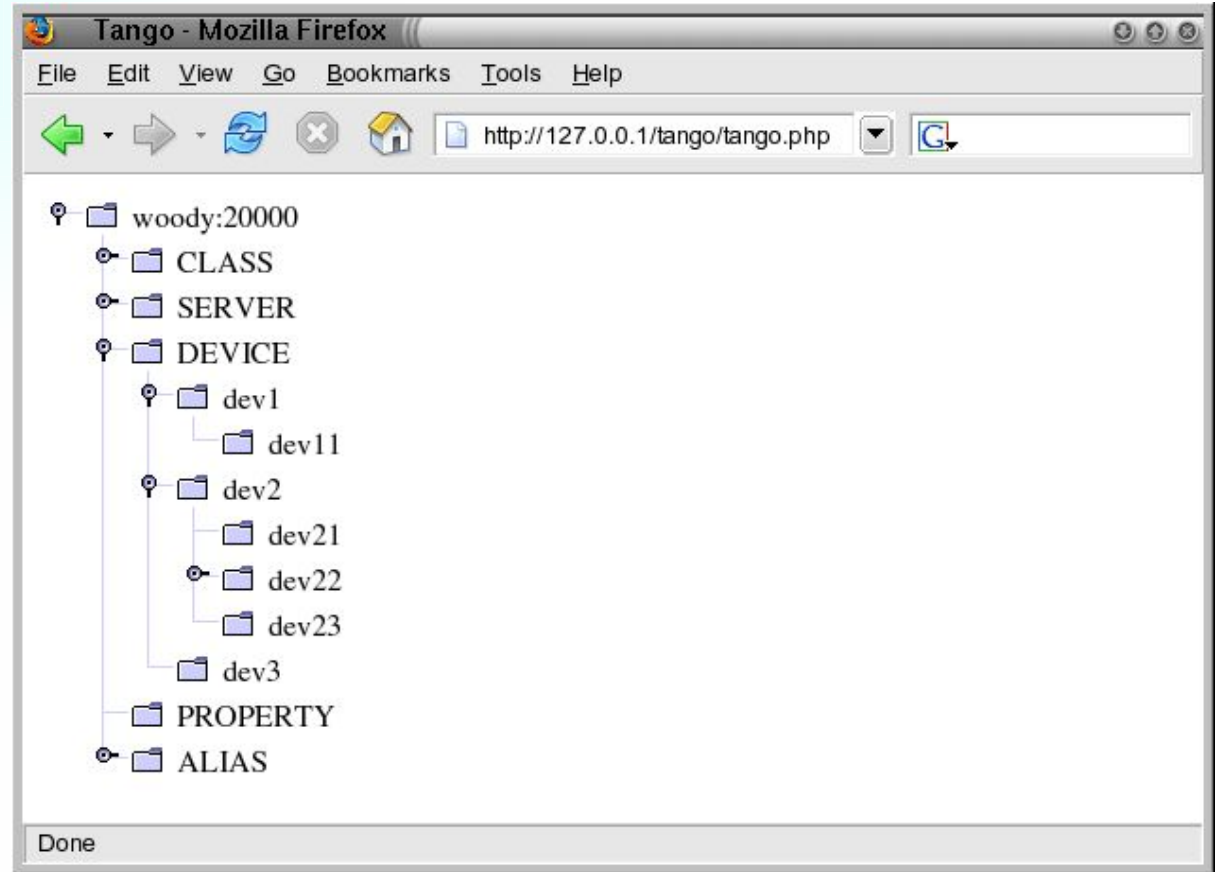 Tango - Mozilla Firefox
File Edit View Go Bookmarks Tools Help
http://127.0.0.1/tango/tango.php G
woody:20000
CLASS
SERVER
DEVICE
dev1
dev11
dev2
dev21
dev22
dev23
dev3
PROPERTY
ALIAS
Done